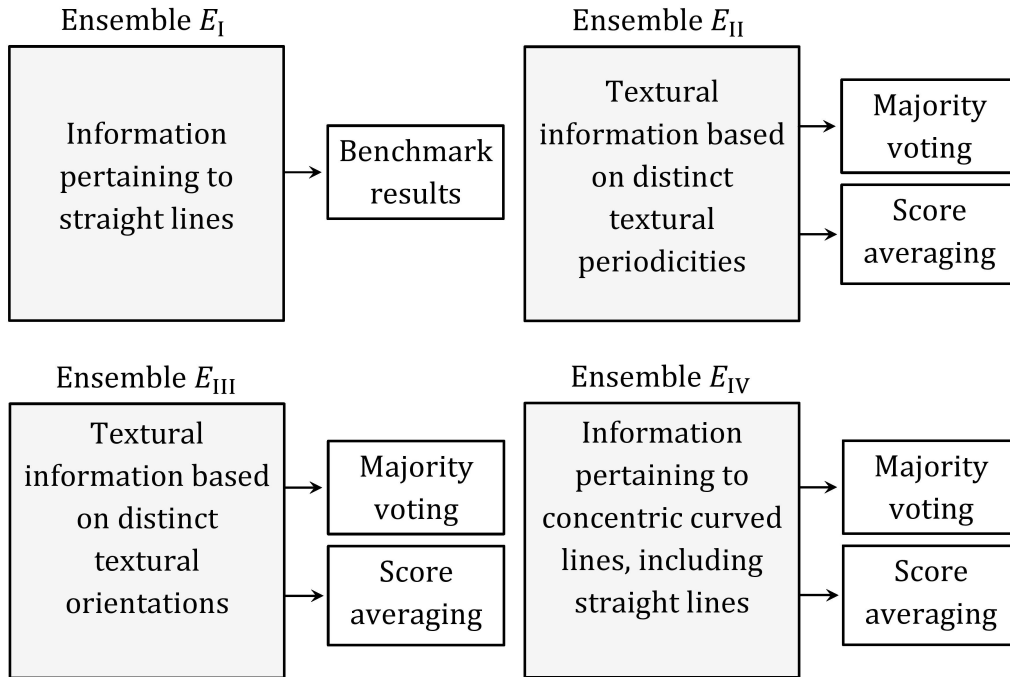 Ensemble E_I
Information
pertaining to
straight lines
Benchmark
results
Ensemble E_II
Textural
information based
on distinct
textural
periodicities
Majority
voting
Score
averaging
Ensemble E_III
Textural
information based
on distinct
textural
orientations
Majority
voting
Score
averaging
Ensemble E_IV
Information
pertaining to
concentric curved
lines, including
straight lines
Majority
voting
Score
averaging